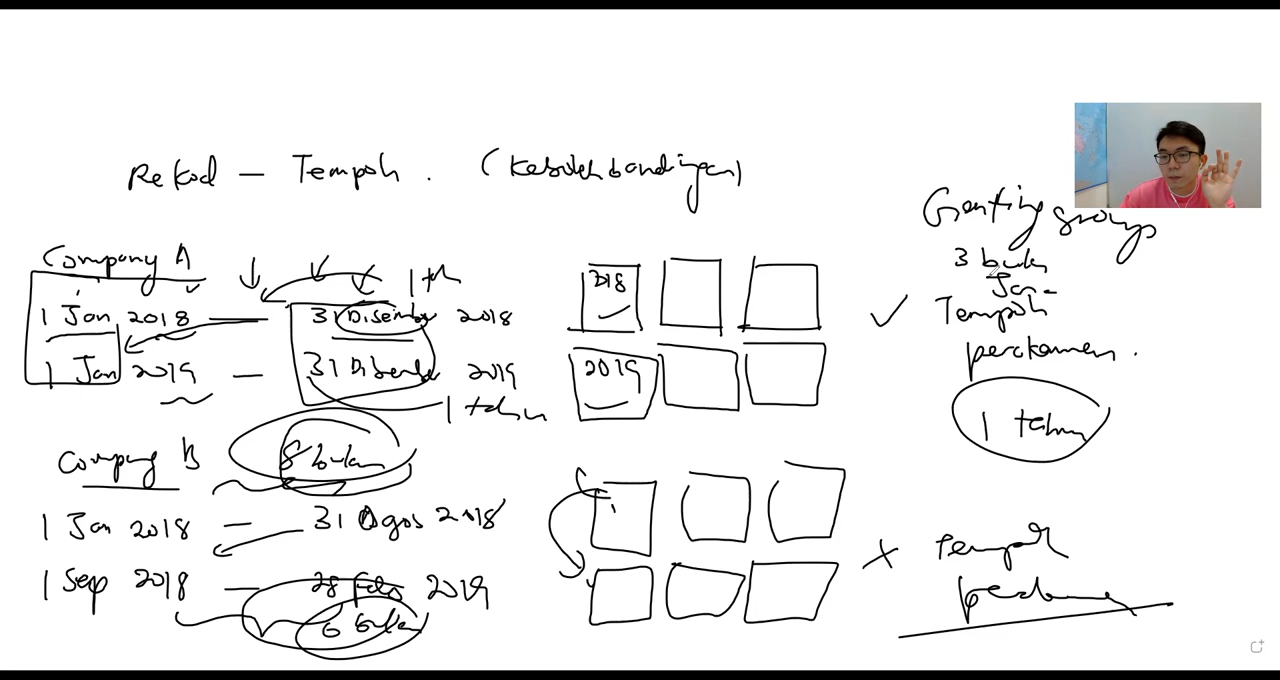 Rekod — Tempoh. (Kebolehbandingan)
Company A
1 th
1 Jan 2018 — 31 Disember 2018
1 Jan 2019 — 31 Disember 2019
1 tahun
2018
2019
Genting group
3 bulan
Jan -
Tempoh
perakaunan.
1 tahun
Company B
8 bulan
1 Jan 2018 — 31 Ogos 2018
1 Sep 2018 — 28 Feb 2019
6 bulan
Tempoh
perakaunan